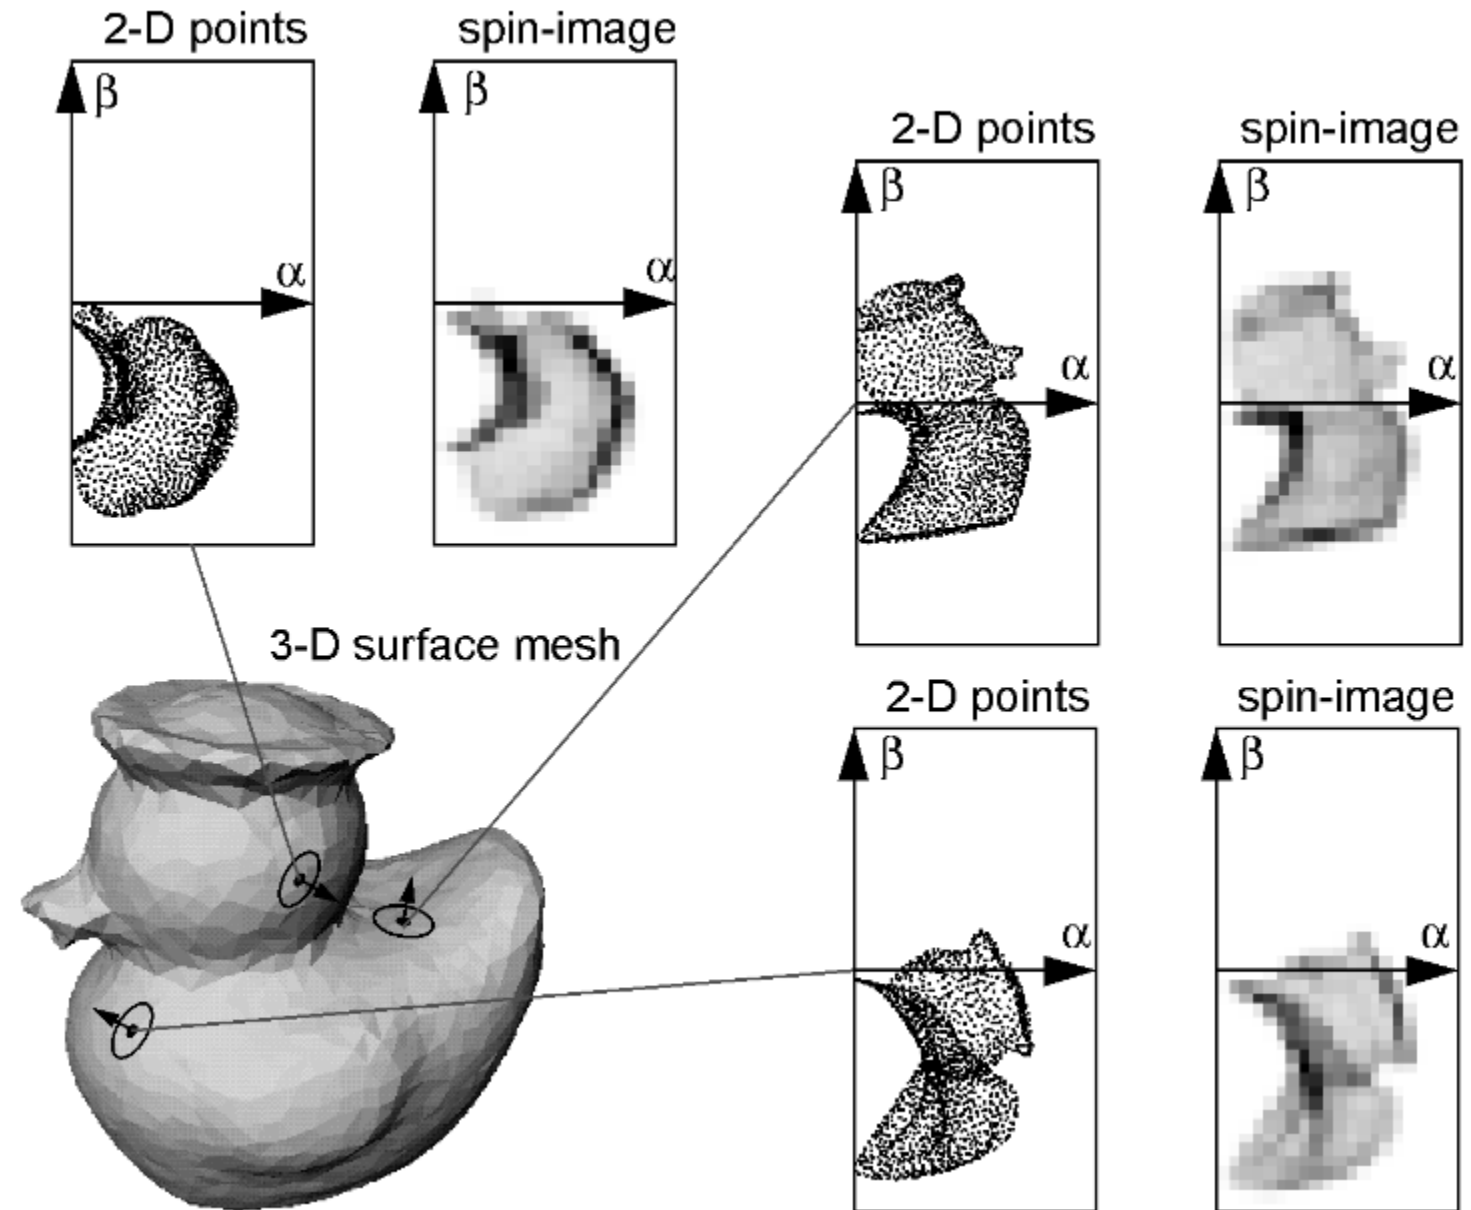 2-D points
spin-image
β
β
α
α
2-D points
spin-image
β
β
α
α
3-D surface mesh
2-D points
spin-image
β
β
α
α